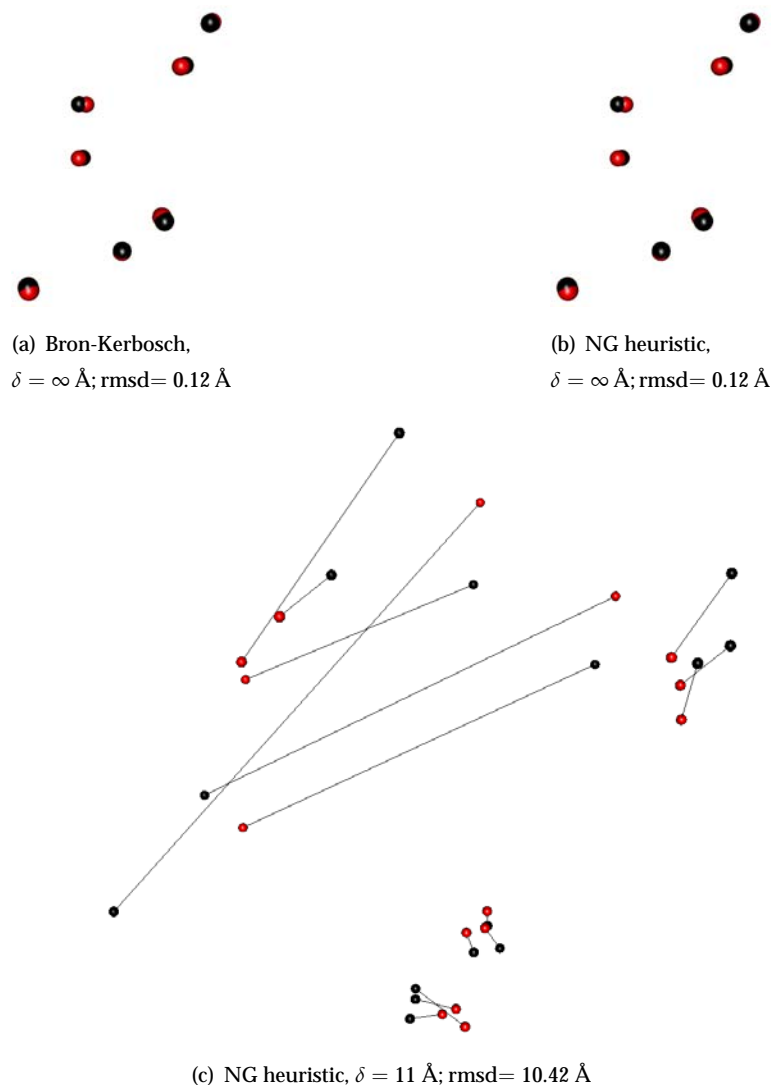 (a) Bron-Kerbosch,
δ = ∞ Å; rmsd= 0.12 Å
(b) NG heuristic,
δ = ∞ Å; rmsd= 0.12 Å
(c) NG heuristic, δ = 11 Å; rmsd= 10.42 Å